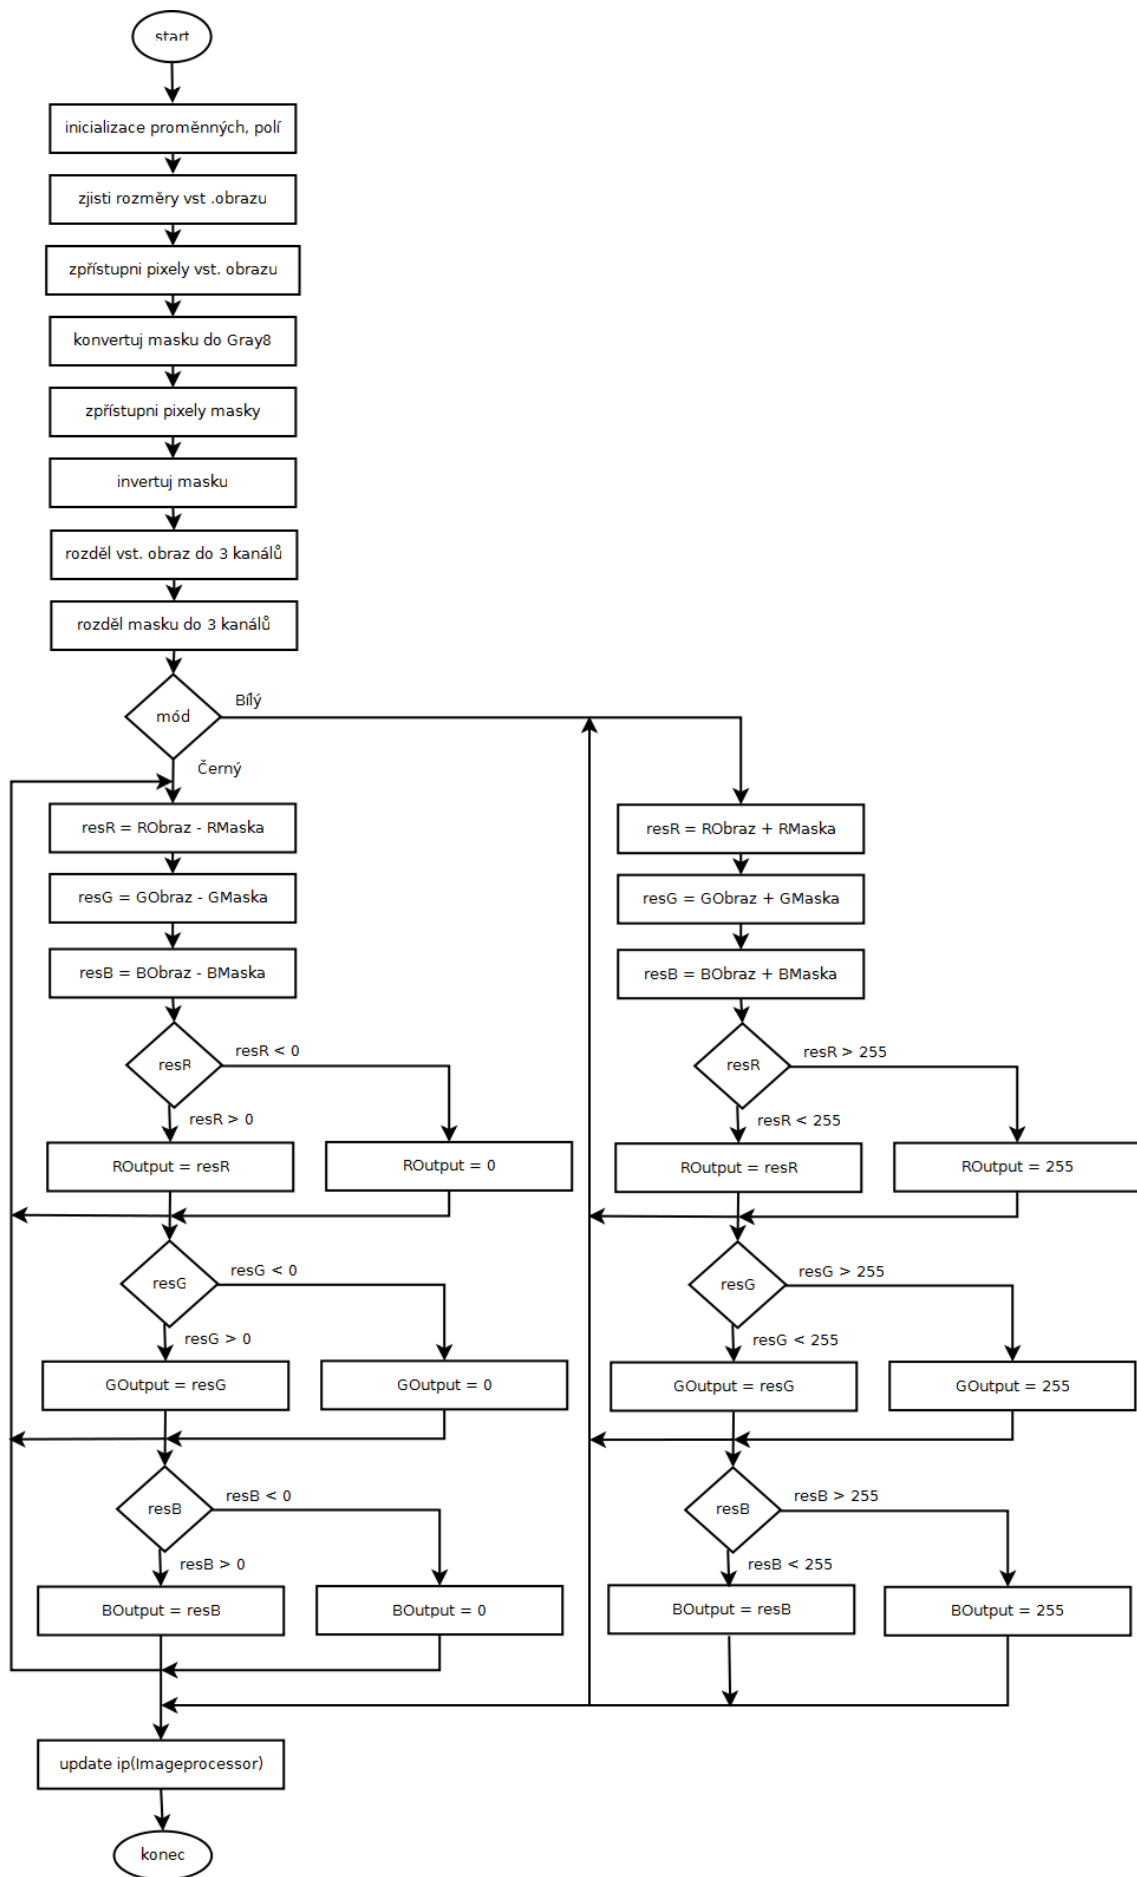 start
inicializace proměnných, polí
zjisti rozměry vst .obrazu
zpřístupni pixely vst. obrazu
konvertuj masku do Gray8
zpřístupni pixely masky
invertuj masku
rozděl vst. obraz do 3 kanálů
rozděl masku do 3 kanálů
mód
Bílý
Černý
resR = RObraz - RMaska
resG = GObraz - GMaska
resB = BObraz - BMaska
resR
resR < 0
resR > 0
ROutput = resR
ROutput = 0
resG
resG < 0
resG > 0
GOutput = resG
GOutput = 0
resB
resB < 0
resB > 0
BOutput = resB
BOutput = 0
resR = RObraz + RMaska
resG = GObraz + GMaska
resB = BObraz + BMaska
resR
resR > 255
resR < 255
ROutput = resR
ROutput = 255
resG
resG > 255
resG < 255
GOutput = resG
GOutput = 255
resB
resB > 255
resB < 255
BOutput = resB
BOutput = 255
update ip(Imageprocessor)
konec